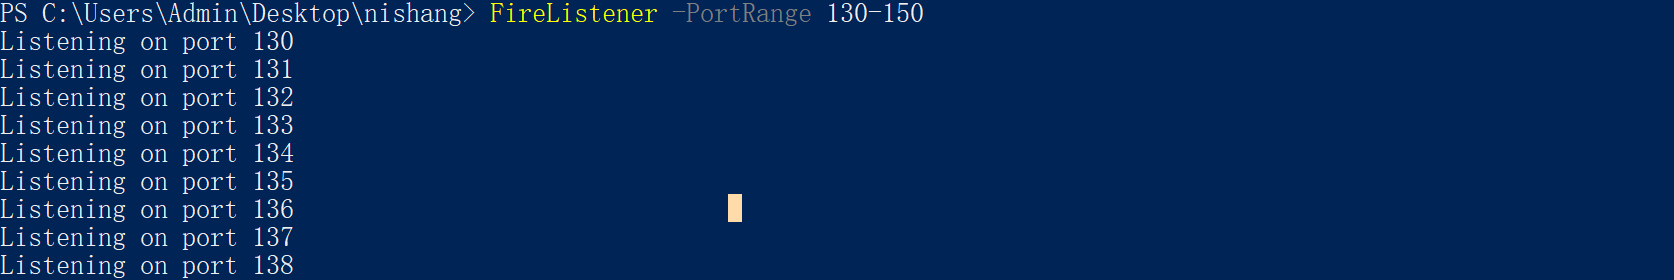 PS C:\Users\Admin\Desktop\nishang> FireListener -PortRange 130-150
Listening on port 130
Listening on port 131
Listening on port 132
Listening on port 133
Listening on port 134
Listening on port 135
Listening on port 136
Listening on port 137
Listening on port 138